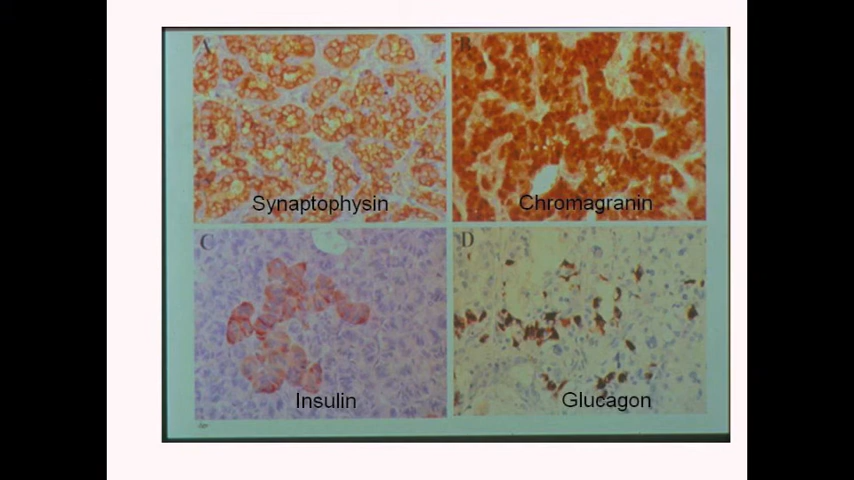 A
B
Synaptophysin
Chromagranin
C
D
Insulin
Glucagon